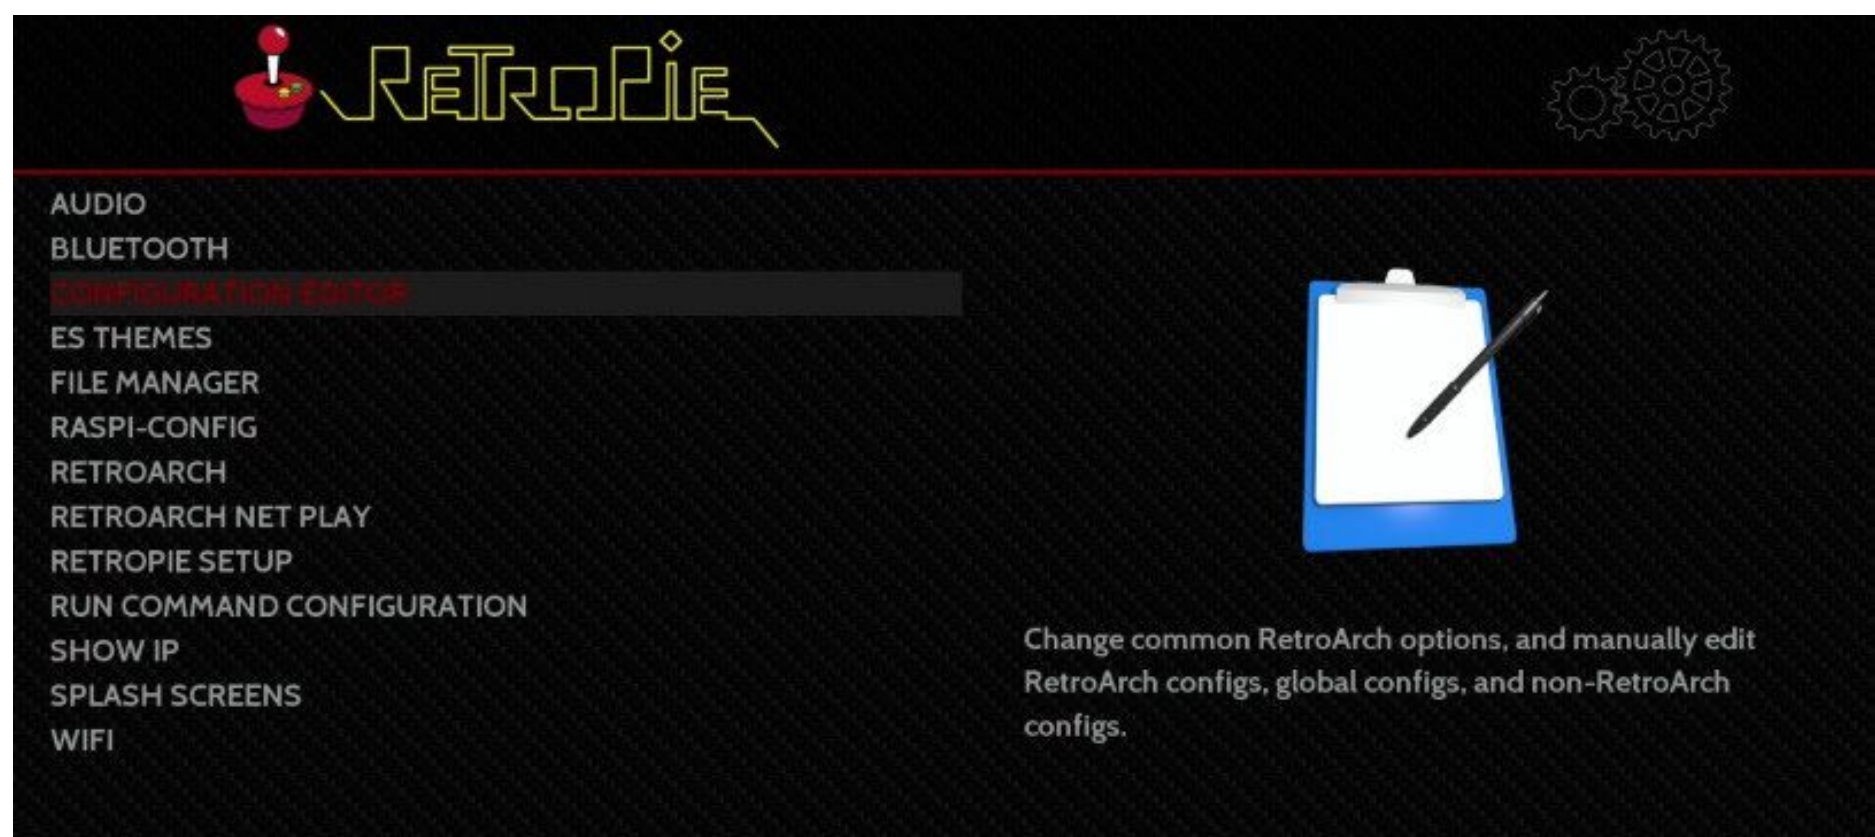 RETROPIE
AUDIO
BLUETOOTH
CONFIGURATION EDITOR
ES THEMES
FILE MANAGER
RASPI-CONFIG
RETROARCH
RETROARCH NET PLAY
RETROPIE SETUP
RUN COMMAND CONFIGURATION
SHOW IP
SPLASH SCREENS
WIFI
Change common RetroArch options, and manually edit
RetroArch configs, global configs, and non-RetroArch
configs.